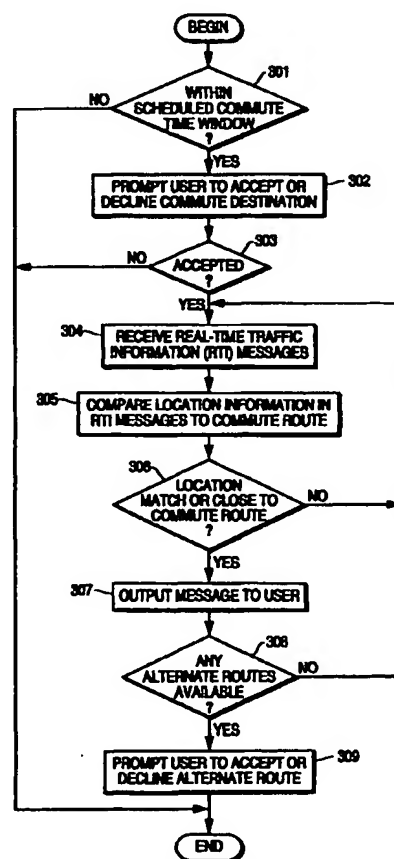 BEGIN
301
WITHIN
SCHEDULED COMMUTE
TIME WINDOW
?
NO
YES
302
PROMPT USER TO ACCEPT OR
DECLINE COMMUTE DESTINATION
303
NO
ACCEPTED
?
YES
304
RECEIVE REAL-TIME TRAFFIC
INFORMATION (RTI) MESSAGES
305
COMPARE LOCATION INFORMATION IN
RTI MESSAGES TO COMMUTE ROUTE
306
LOCATION
MATCH OR CLOSE TO
COMMUTE ROUTE
?
NO
YES
307
OUTPUT MESSAGE TO USER
308
ANY
ALTERNATE ROUTES
AVAILABLE
?
NO
YES
309
PROMPT USER TO ACCEPT OR
DECLINE ALTERNATE ROUTE
END